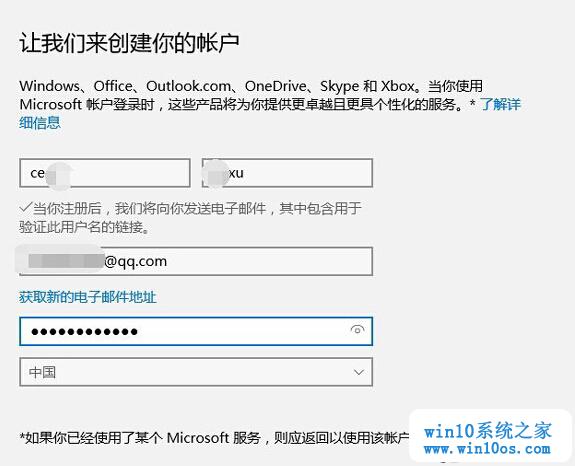 让我们来创建你的帐户
Windows、Office、Outlook.com、OneDrive、Skype 和 Xbox。当你使用
Microsoft 帐户登录时，这些产品将为你提供更卓越且更具个性化的服务。* 了解详
细信息
ce xu
✓当你注册后，我们将向你发送电子邮件，其中包含用于
验证此用户名的链接。
@qq.com
获取新的电子邮件地址
●●●●●●●●●●●●
中国
*如果你已经使用了某个 Microsoft 服务，则应返回以使用该帐户
win10系统之家
www.win10os.com